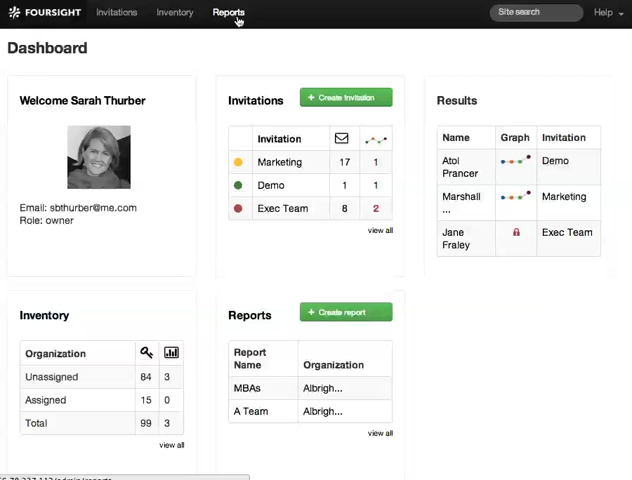 FOURSIGHT Invitations Inventory Reports Site search Help
Dashboard
Welcome Sarah Thurber
Email: sbthurber@me.com
Role: owner
Invitations + Create Invitation
Invitation
Marketing 17 1
Demo 1 1
Exec Team 8 2
view all
Results
Name Graph Invitation
Atol Prancer Demo
Marshall ... Marketing
Jane Fraley Exec Team
Inventory
Organization
Unassigned 84 3
Assigned 15 0
Total 99 3
view all
Reports + Create report
Report Name Organization
MBAs Albrigh...
A Team Albrigh...
view all